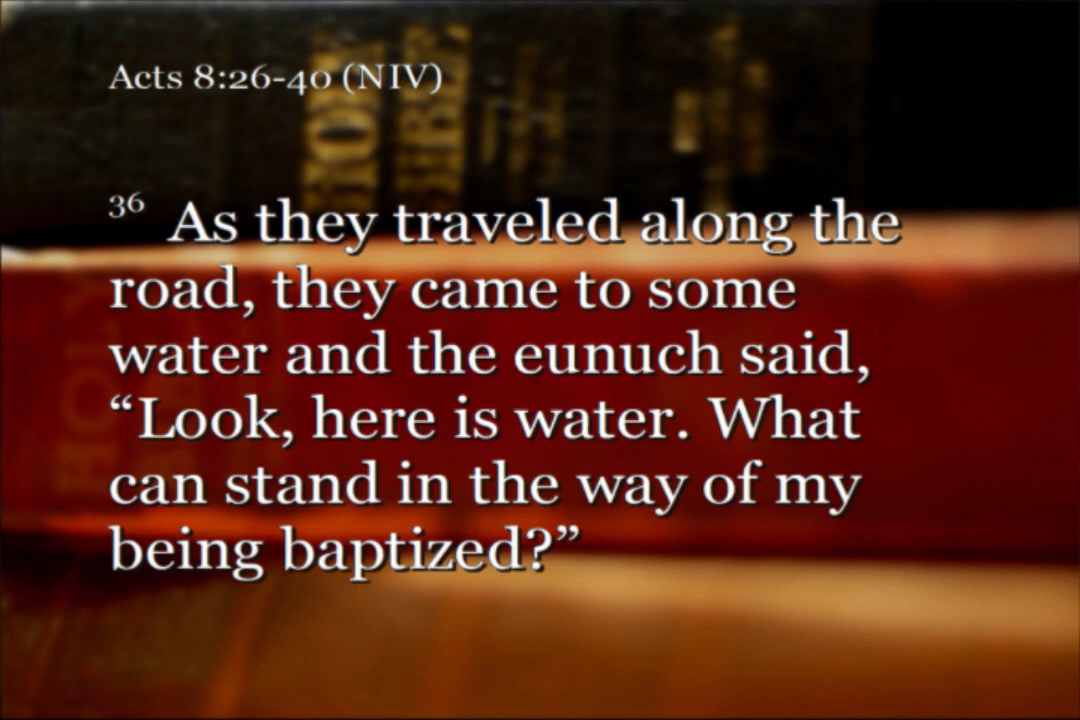 Acts 8:26-40 (NIV)
36 As they traveled along the
road, they came to some
water and the eunuch said,
“Look, here is water. What
can stand in the way of my
being baptized?”